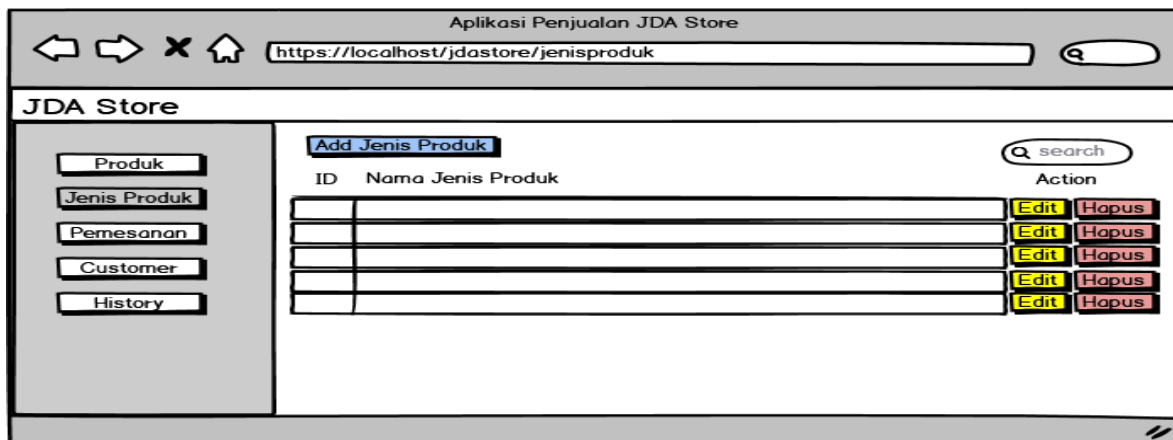 Aplikasi Penjualan JDA Store
https://localhost/jdastore/jenisproduk
JDA Store
Produk
Jenis Produk
Pemesanan
Customer
History
Add Jenis Produk
search
ID Nama Jenis Produk Action
Edit Hapus
Edit Hapus
Edit Hapus
Edit Hapus
Edit Hapus